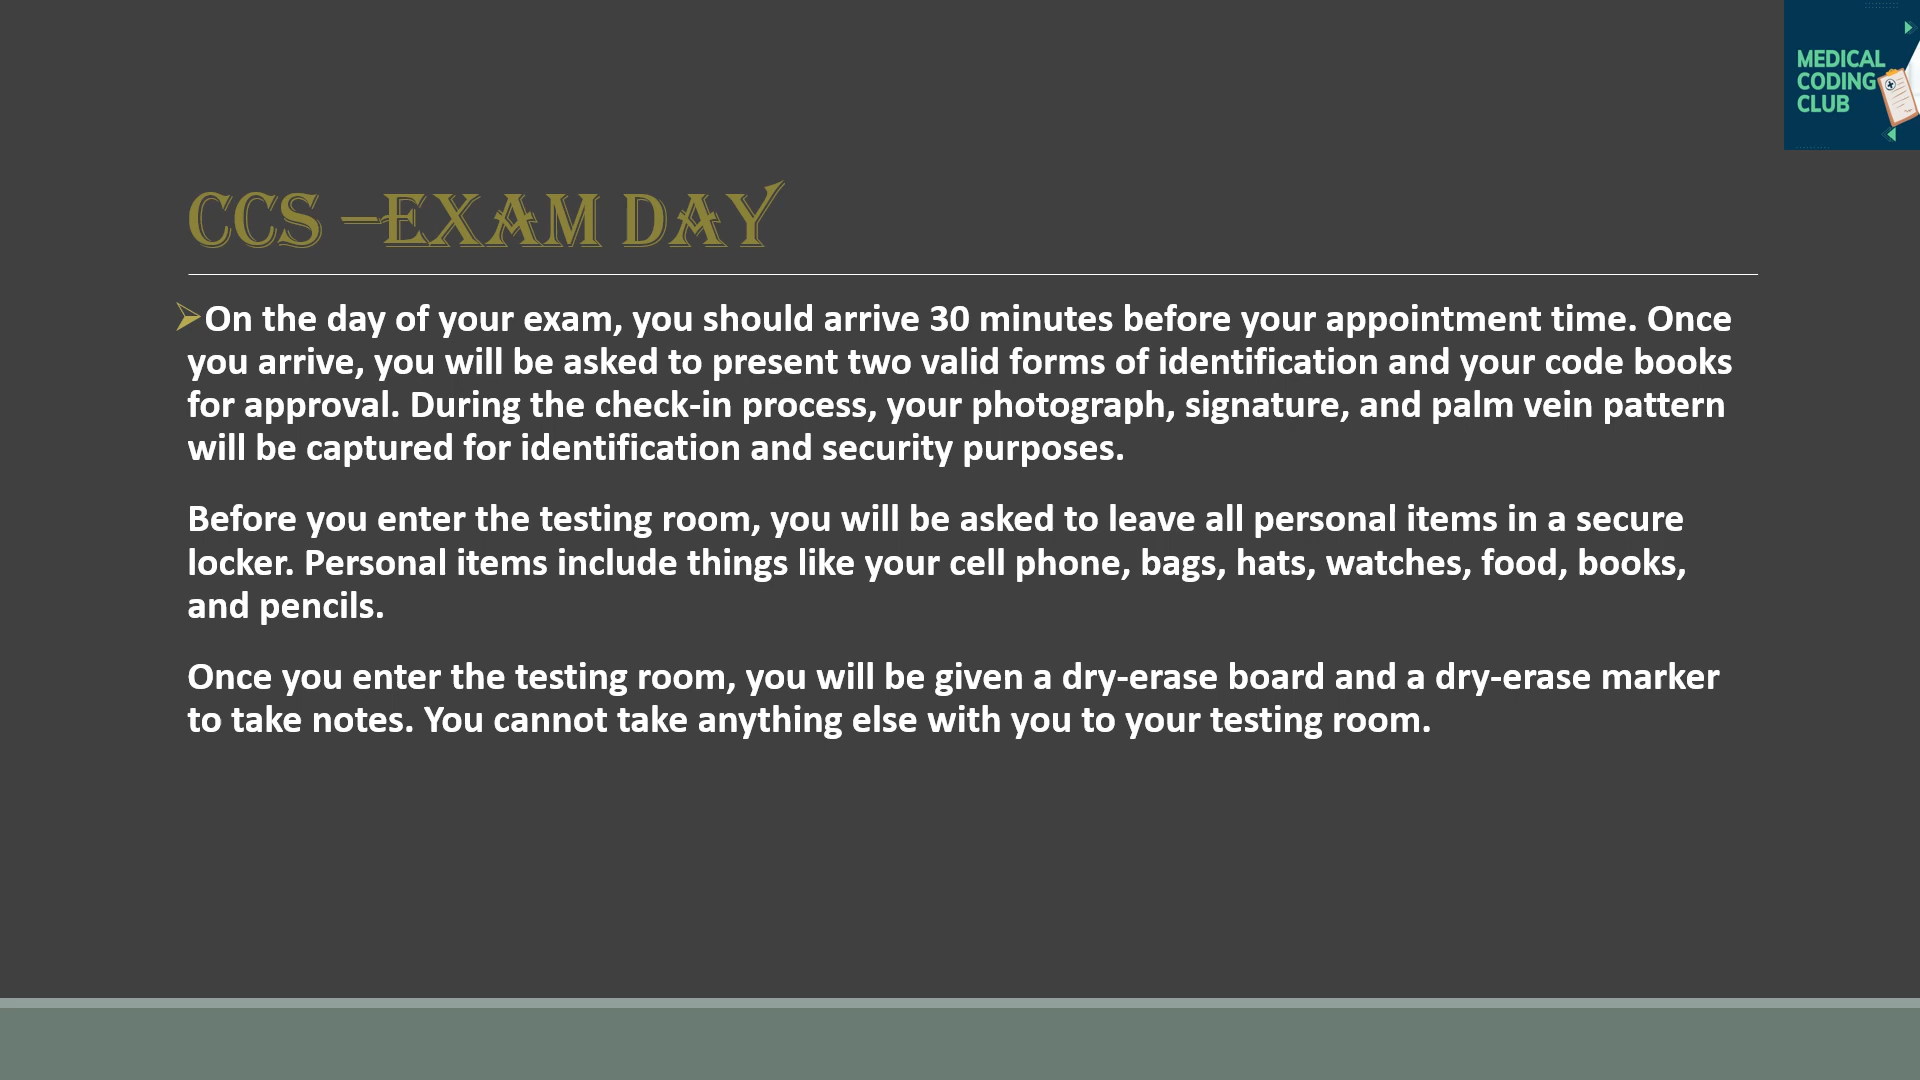 MEDICAL
CODING
CLUB
CCS –EXAM DAY
➢On the day of your exam, you should arrive 30 minutes before your appointment time. Once
you arrive, you will be asked to present two valid forms of identification and your code books
for approval. During the check-in process, your photograph, signature, and palm vein pattern
will be captured for identification and security purposes.
Before you enter the testing room, you will be asked to leave all personal items in a secure
locker. Personal items include things like your cell phone, bags, hats, watches, food, books,
and pencils.
Once you enter the testing room, you will be given a dry-erase board and a dry-erase marker
to take notes. You cannot take anything else with you to your testing room.